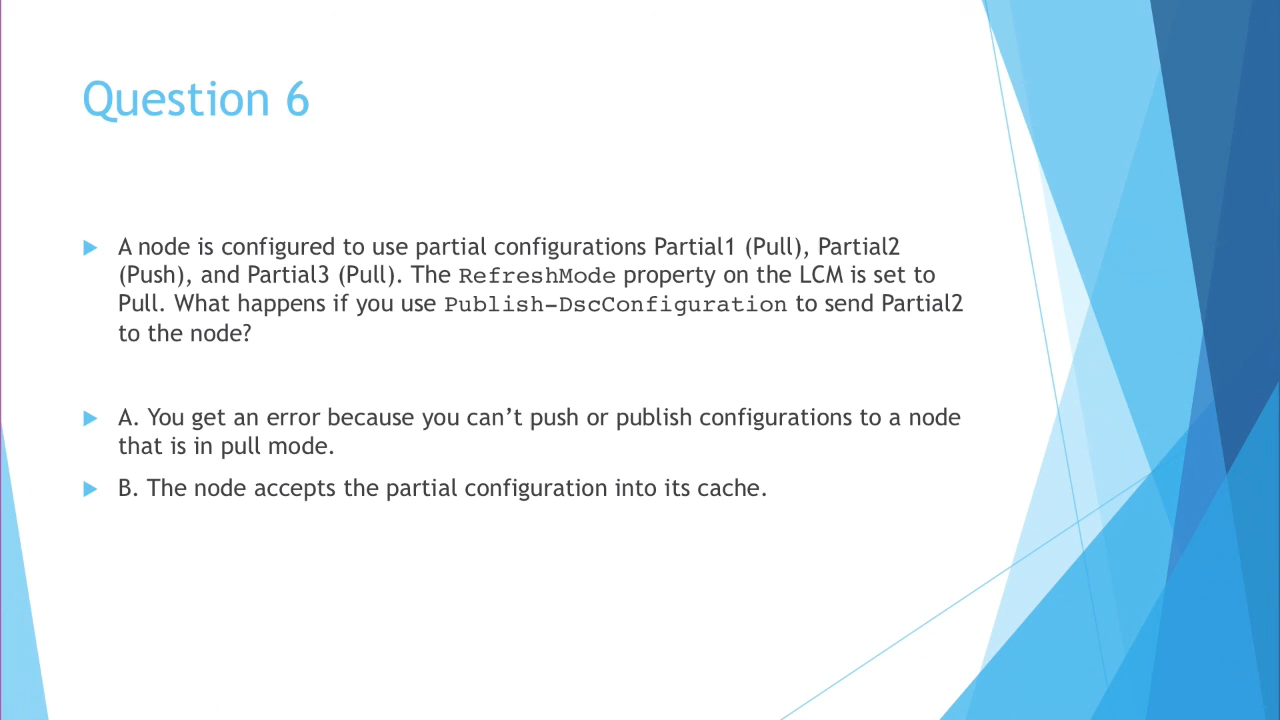 Question 6
A node is configured to use partial configurations Partial1 (Pull), Partial2
(Push), and Partial3 (Pull). The RefreshMode property on the LCM is set to
Pull. What happens if you use Publish-DscConfiguration to send Partial2
to the node?
A. You get an error because you can’t push or publish configurations to a node
that is in pull mode.
B. The node accepts the partial configuration into its cache.